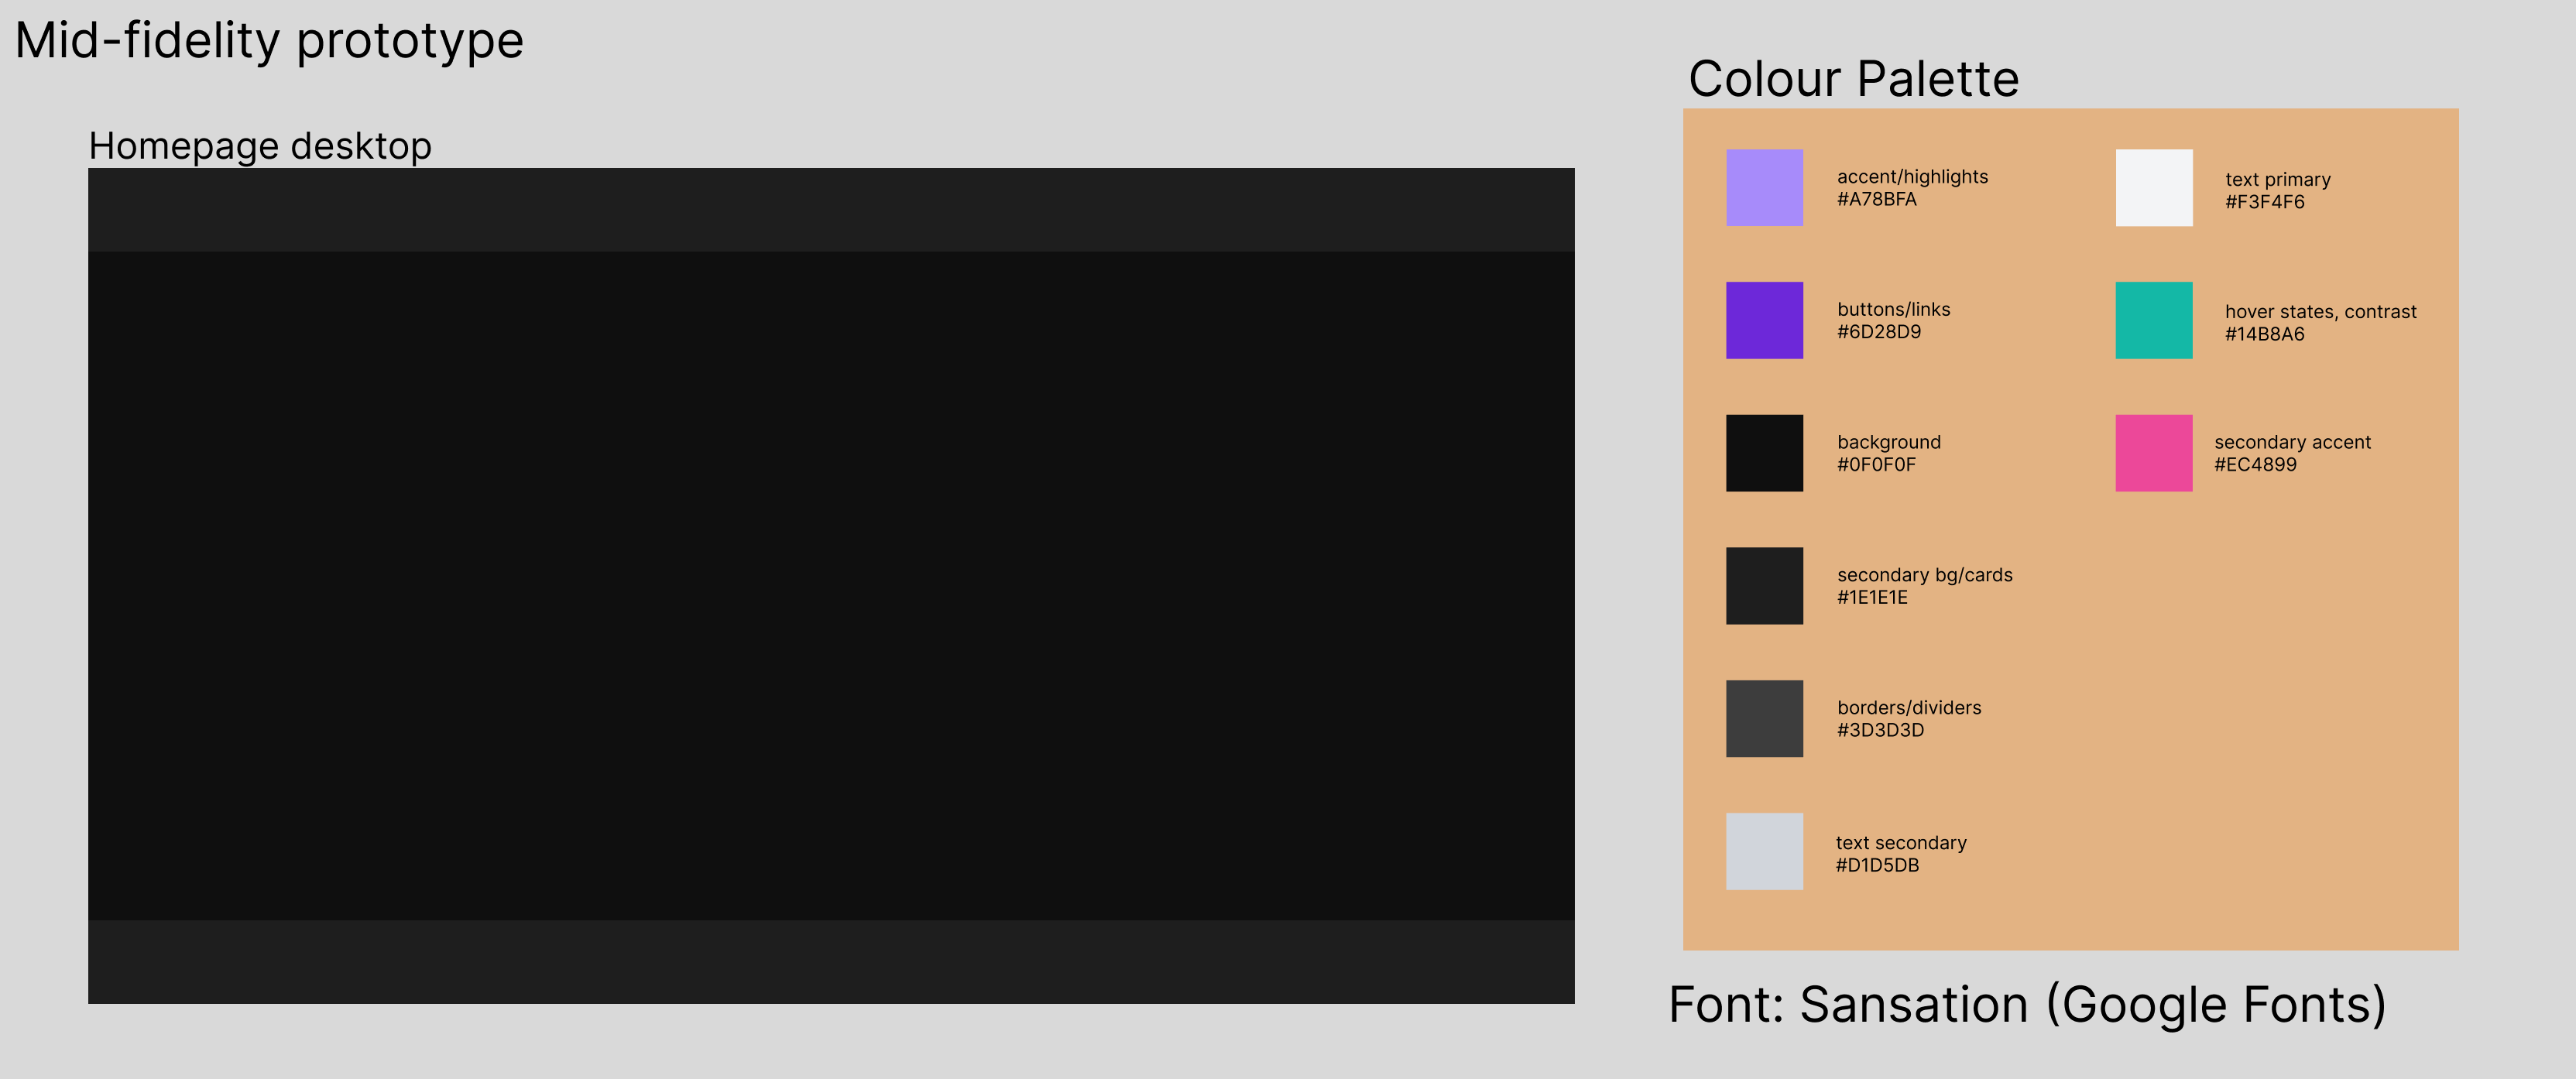 Mid-fidelity prototype
Homepage desktop
Colour Palette
accent/highlights
#A78BFA
buttons/links
#6D28D9
background
#0F0F0F
secondary bg/cards
#1E1E1E
borders/dividers
#3D3D3D
text secondary
#D1D5DB
text primary
#F3F4F6
hover states, contrast
#14B8A6
secondary accent
#EC4899
Font: Sansation (Google Fonts)